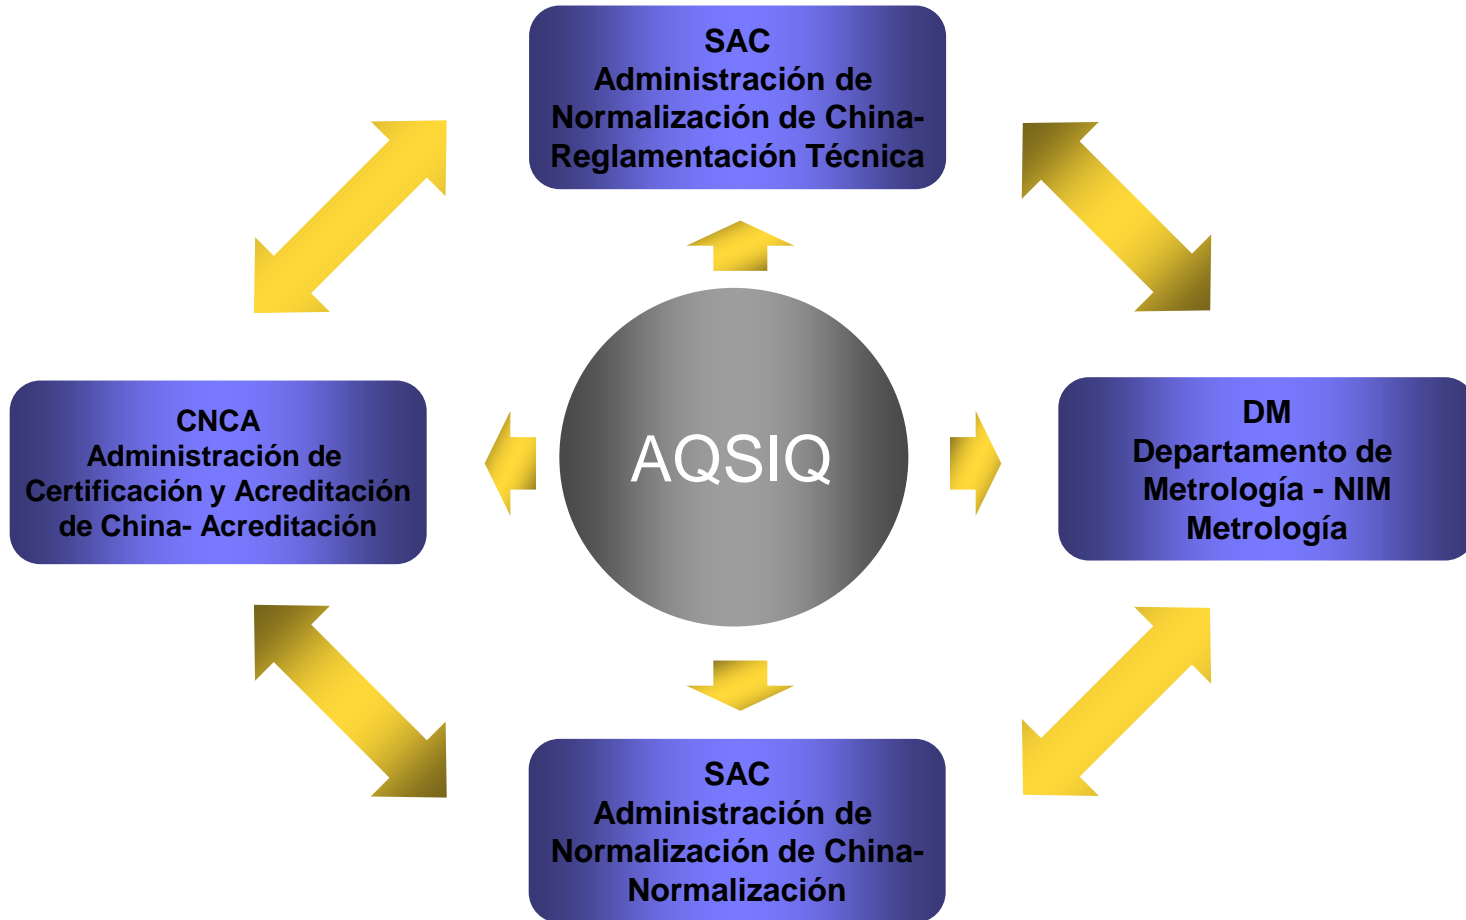 SAC
Administración de
Normalización de China-
Reglamentación Técnica
CNCA
Administración de
Certificación y Acreditación
de China- Acreditación
AQSIQ
DM
Departamento de
Metrología - NIM
Metrología
SAC
Administración de
Normalización de China-
Normalización